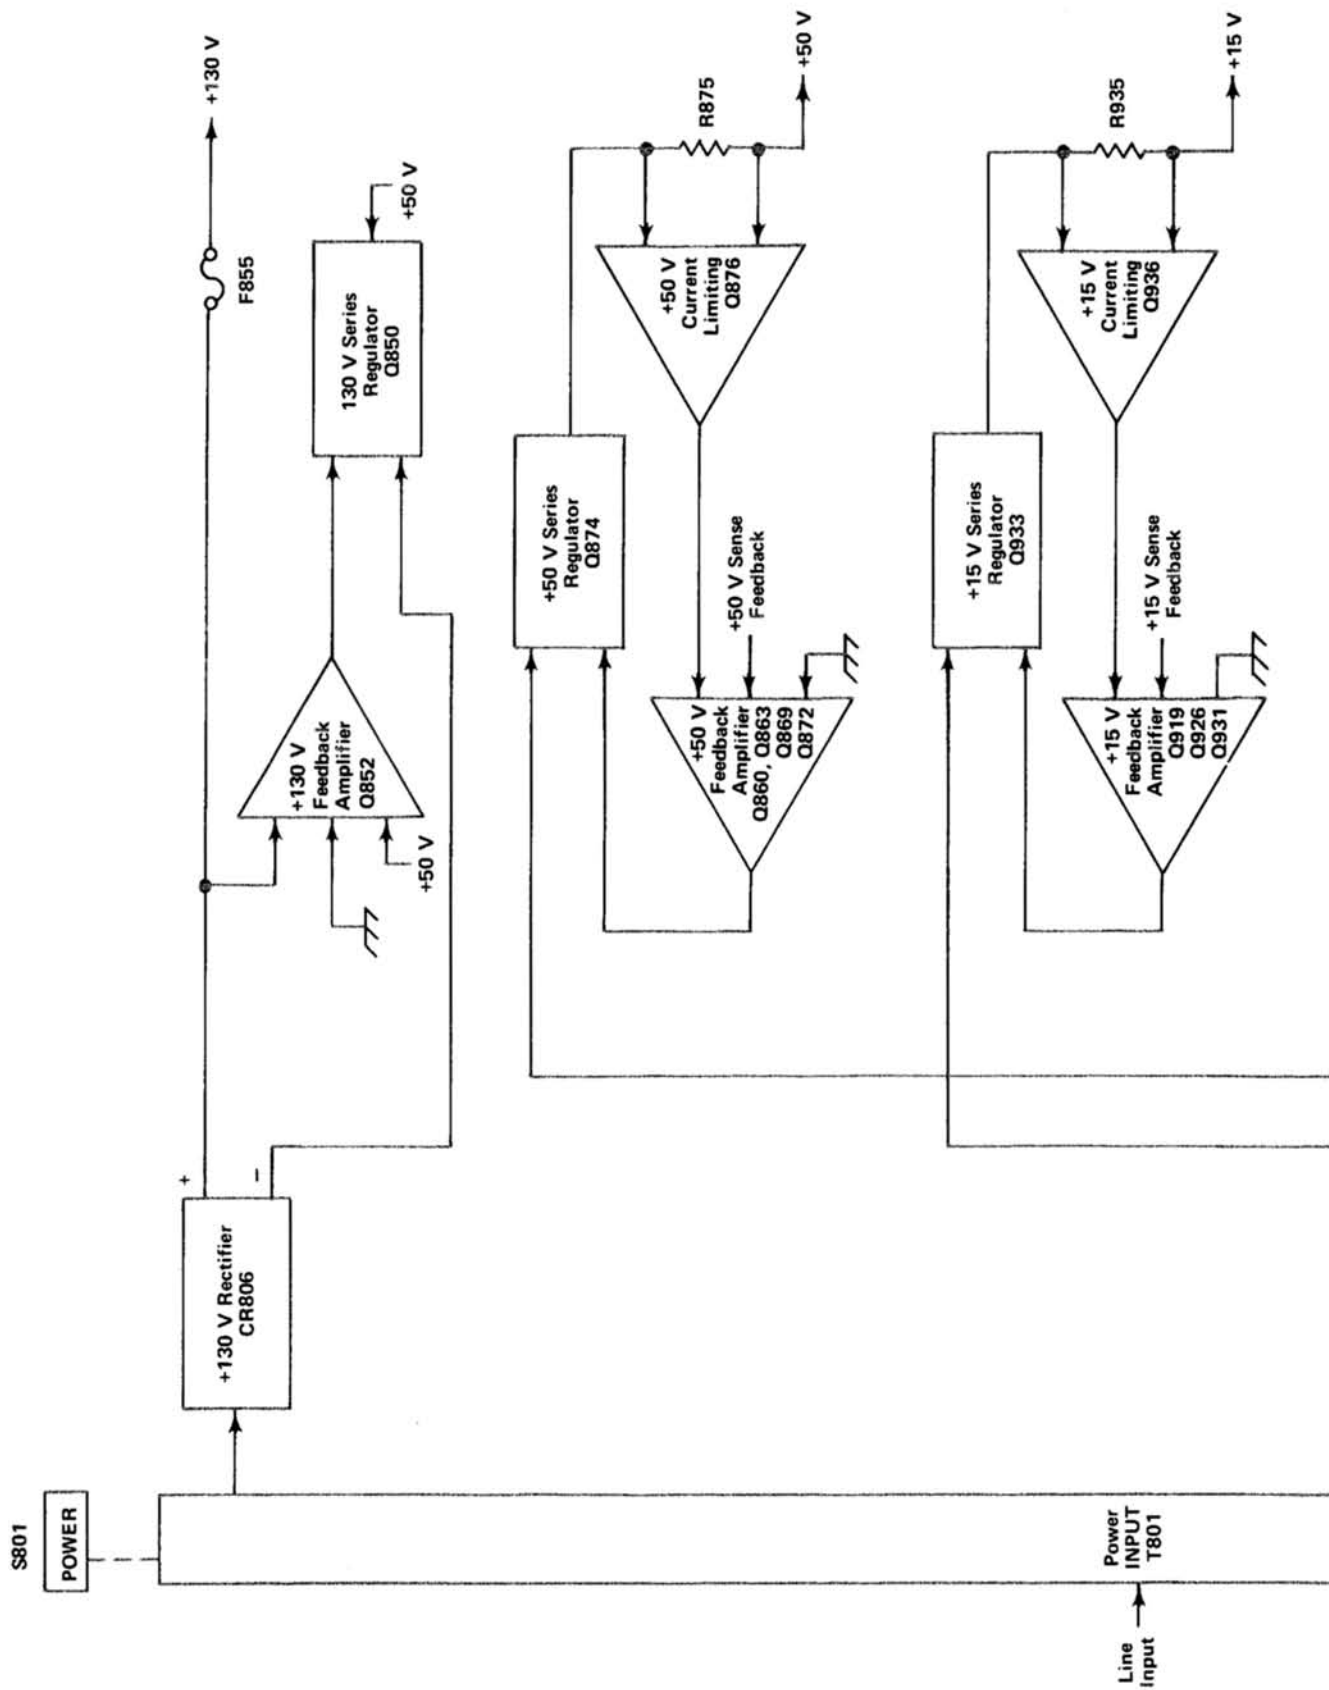 S801
POWER
Line
Input
Power
INPUT
T801
+130 V Rectifier
CR806
+
−
+130 V
Feedback
Amplifier
Q852
+50 V
130 V Series
Regulator
Q850
+50 V
F855
+130 V
+50 V Series
Regulator
Q874
+50 V
Feedback
Amplifier
Q860, Q863
Q869
Q872
+50 V Sense
Feedback
+50 V
Current
Limiting
Q876
R875
+50 V
+15 V Series
Regulator
Q933
+15 V
Feedback
Amplifier
Q919
Q926
Q931
+15 V Sense
Feedback
+15 V
Current
Limiting
Q936
R935
+15 V